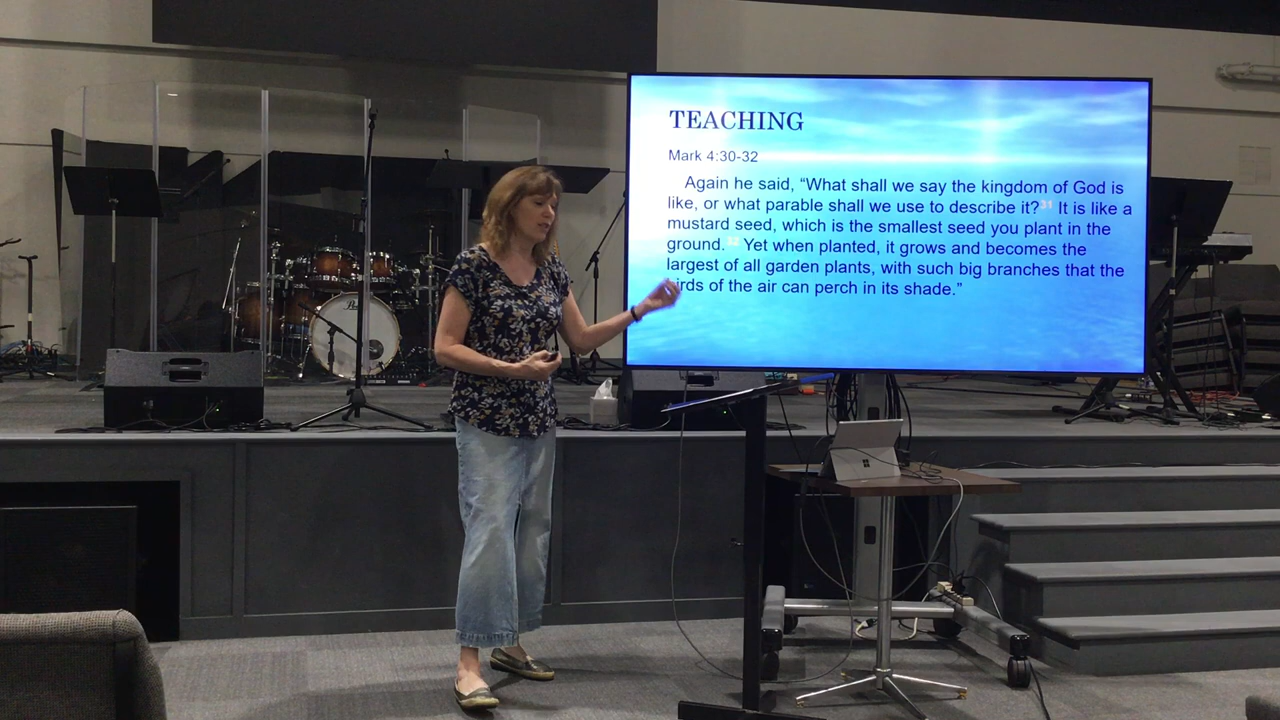 TEACHING
Mark 4:30-32
Again he said, “What shall we say the kingdom of God is
like, or what parable shall we use to describe it?31 It is like a
mustard seed, which is the smallest seed you plant in the
ground. 32 Yet when planted, it grows and becomes the
largest of all garden plants, with such big branches that the
birds of the air can perch in its shade.”